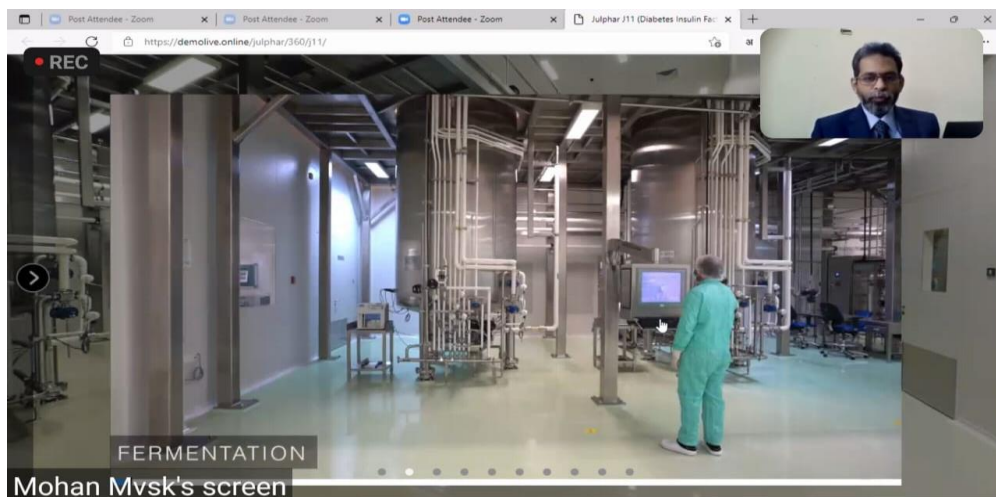 Post Attendee - Zoom
Post Attendee - Zoom
Post Attendee - Zoom
Julphar J11 (Diabetes Insulin Fac
https://demolive.online/julphar/360/j11/
REC
FERMENTATION
Mohan Mvsk's screen